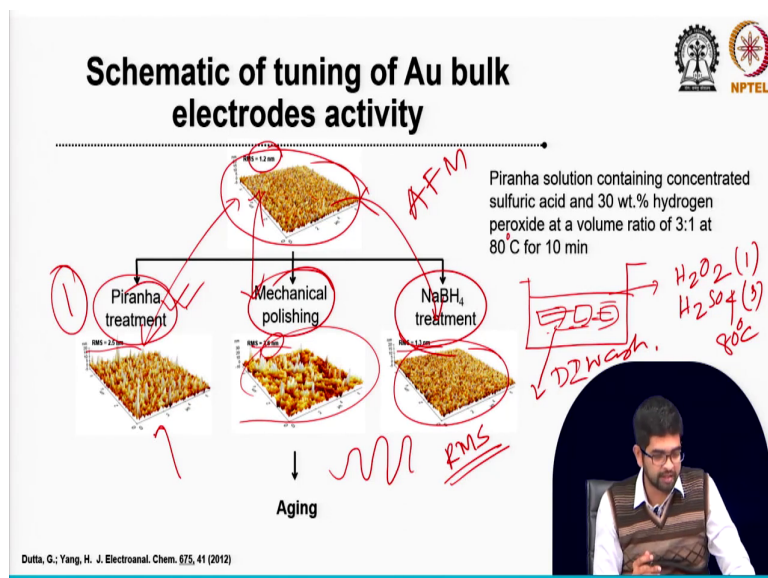 Schematic of tuning of Au bulk
electrodes activity
NPTEL
RMS = 1.2 nm
AFM
Piranha solution containing concentrated
sulfuric acid and 30 wt.% hydrogen
peroxide at a volume ratio of 3:1 at
80°C for 10 min
1
Piranha
treatment
Mechanical
polishing
NaBH4
treatment
H2O2 (1)
H2SO4 (3)
80°C
DI Wash.
RMS = 2.5 nm
RMS =
RMS = 1.3 nm
RMS
Aging
Dutta, G.; Yang, H. J. Electroanal. Chem. 675, 41 (2012)